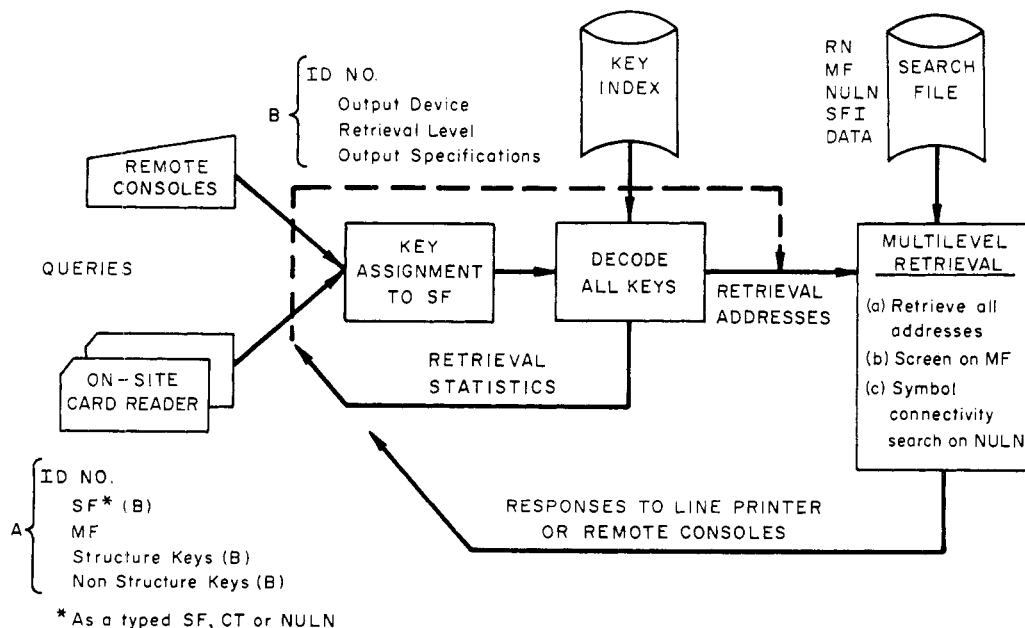 ID NO.
B
Output Device
Retrieval Level
Output Specifications
KEY
INDEX
RN
MF
NULN
SFI
DATA
SEARCH
FILE
REMOTE
CONSOLES
QUERIES
KEY
ASSIGNMENT
TO SF
DECODE
ALL KEYS
RETRIEVAL
ADDRESSES
MULTILEVEL
RETRIEVAL
(a) Retrieve all
addresses
(b) Screen on MF
(c) Symbol
connectivity
search on NULN
ON-SITE
CARD READER
RETRIEVAL
STATISTICS
RESPONSES TO LINE PRINTER
OR REMOTE CONSOLES
ID NO.
SF* (B)
A
MF
Structure Keys (B)
Non Structure Keys (B)
*As a typed SF, CT or NULN